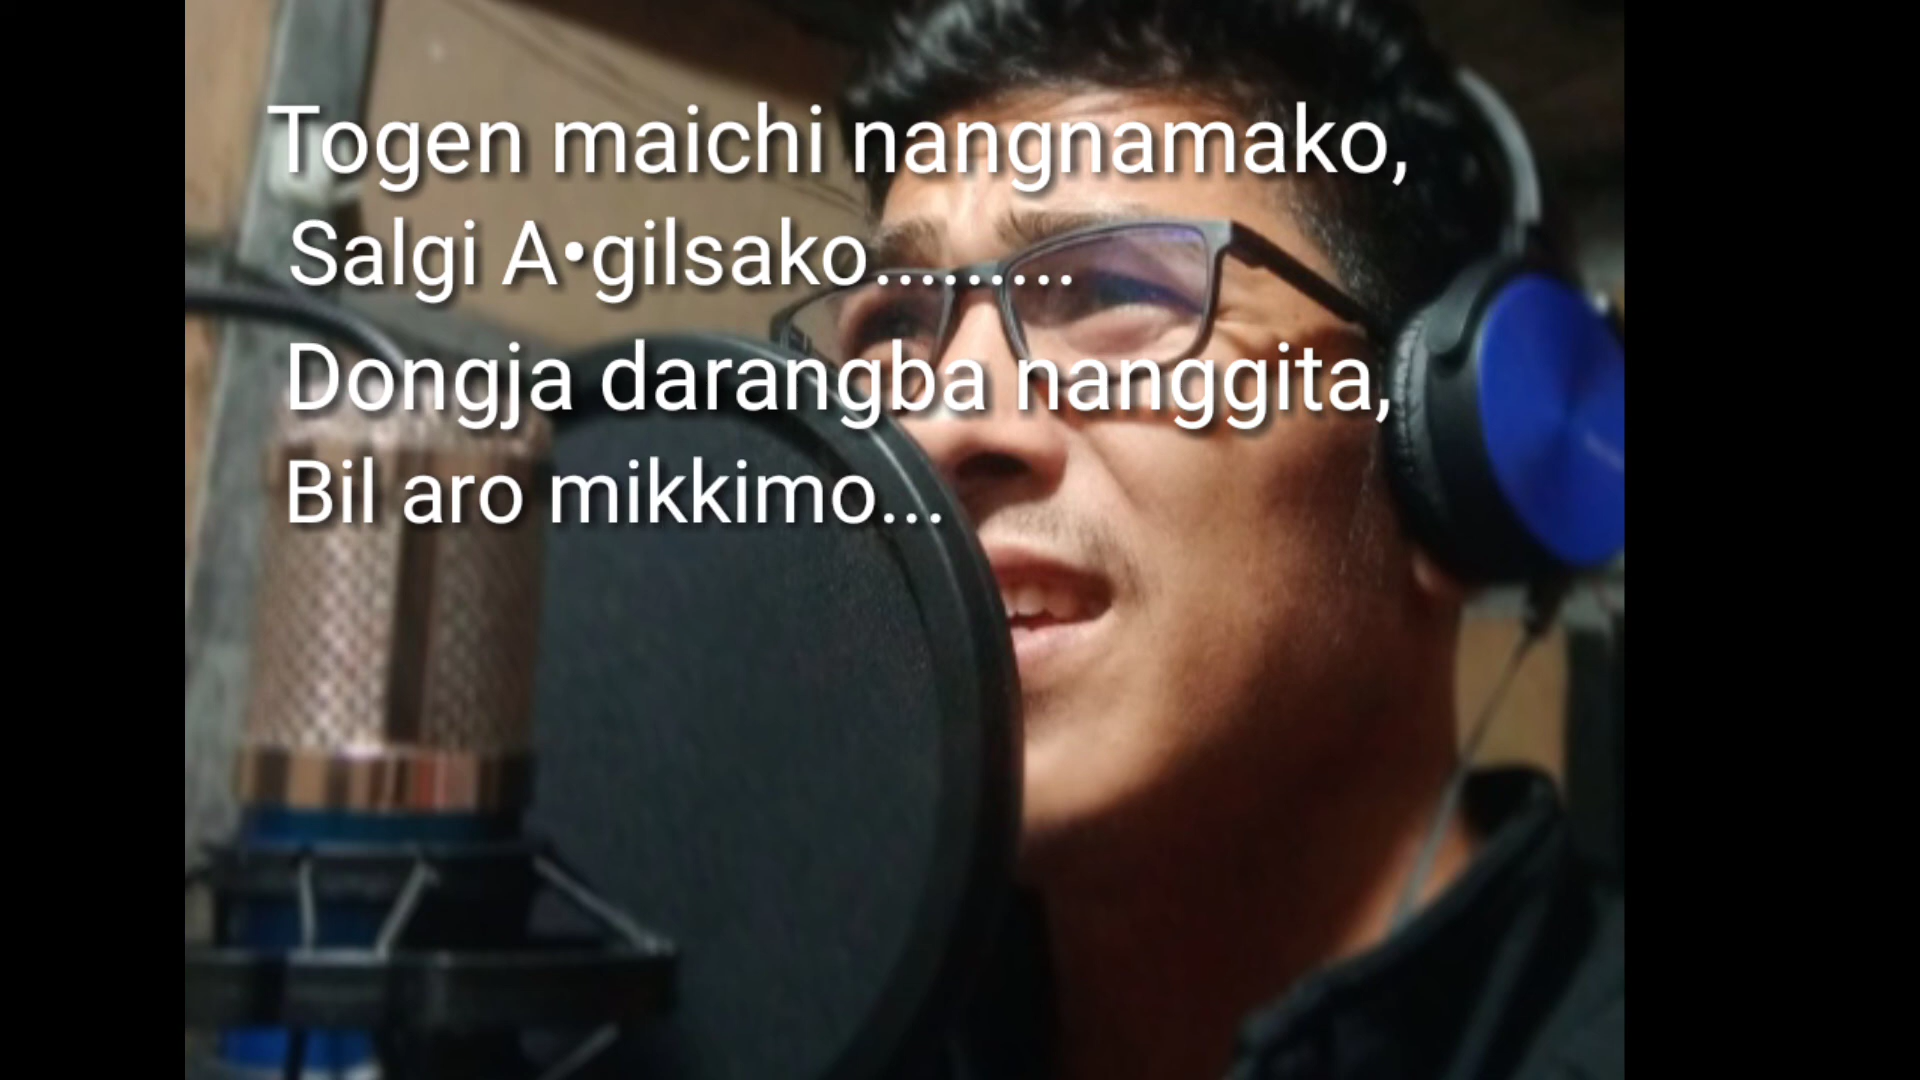 Togen maichi nangnamako,
Salgi A•gilsako.........
Dongja darangba nanggita,
Bil aro mikkimo...